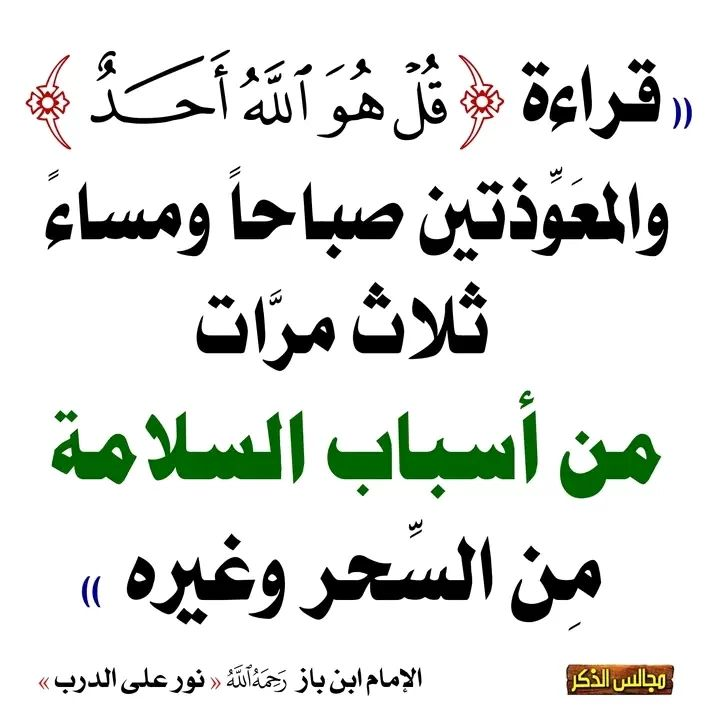 (( قراءة ﴿ قُلْ هُوَ ٱللَّهُ أَحَدٌ ﴾
والمعَوِّذتين صباحاً ومساءً
ثلاث مرَّات
من أسباب السلامة
مِن السِّحر وغيره ))
الإمام ابن باز رَحِمَهُ اللَّهُ « نور على الدرب »
مجالس الذكر